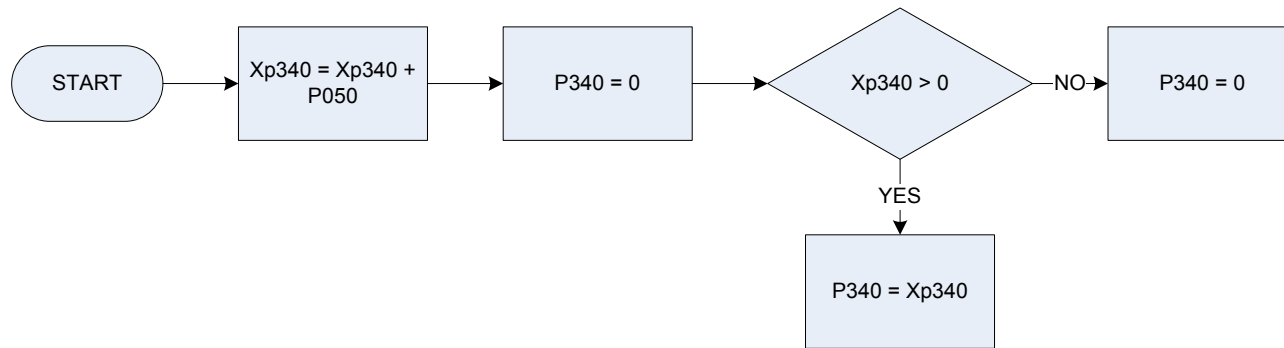 START
Xp340 = Xp340 +
P050
P340 = 0
Xp340 > 0
NO
P340 = 0
YES
P340 = Xp340